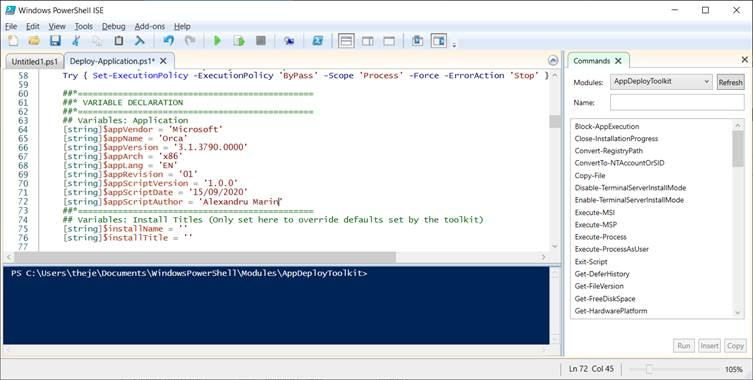 Windows PowerShell ISE
File Edit View Tools Debug Add-ons Help
Untitled1.ps1 Deploy-Application.ps1*
58 Try { Set-ExecutionPolicy -ExecutionPolicy 'ByPass' -Scope 'Process' -Force -ErrorAction 'Stop' }
59
60 ##*===============================================
61 ##* VARIABLE DECLARATION
62 ##*===============================================
63 ## Variables: Application
64 [string]$appVendor = 'Microsoft'
65 [string]$appName = 'Orca'
66 [string]$appVersion = '3.1.3790.0000'
67 [string]$appArch = 'x86'
68 [string]$appLang = 'EN'
69 [string]$appRevision = '01'
70 [string]$appScriptVersion = '1.0.0'
71 [string]$appScriptDate = '15/09/2020'
72 [string]$appScriptAuthor = 'Alexandru Marin'
73 ##*===============================================
74 ## Variables: Install Titles (Only set here to override defaults set by the toolkit)
75 [string]$installName = ''
76 [string]$installTitle = ''
77
PS C:\Users\theje\Documents\WindowsPowerShell\Modules\AppDeployToolkit>
Commands
Modules: AppDeployToolkit Refresh
Name:
Block-AppExecution
Close-InstallationProgress
Convert-RegistryPath
ConvertTo-NTAccountOrSID
Copy-File
Disable-TerminalServerInstallMode
Enable-TerminalServerInstallMode
Execute-MSI
Execute-MSP
Execute-Process
Execute-ProcessAsUser
Exit-Script
Get-DeferHistory
Get-FileVersion
Get-FreeDiskSpace
Get-HardwarePlatform
Run Insert Copy
Ln 72 Col 45 105%